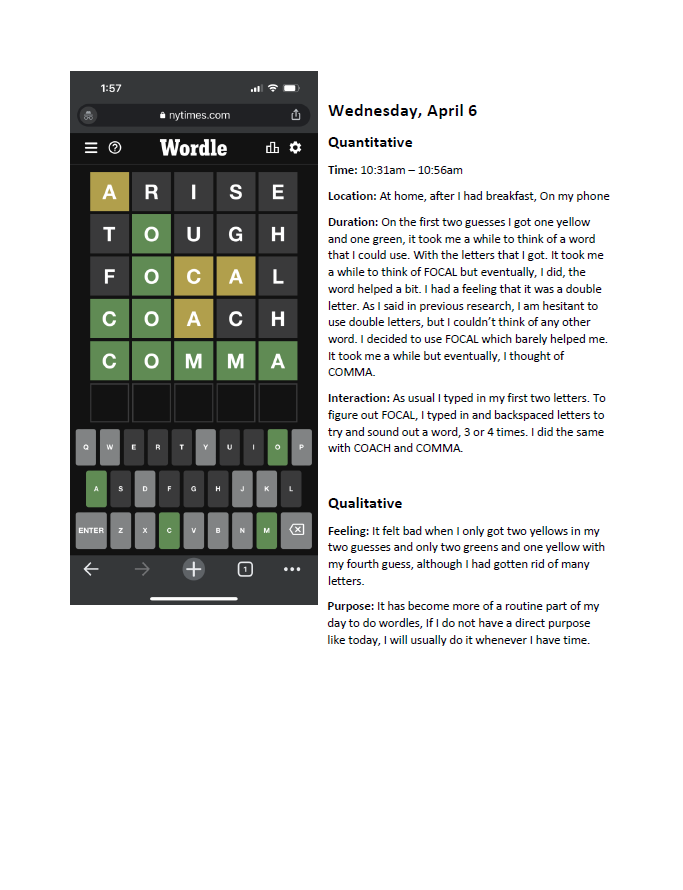 1:57
nytimes.com
Wordle
A R I S E
T O U G H
F O C A L
C O A C H
C O M M A
Q W E R T Y U I O P
A S D F G H J K L
ENTER Z X C V B N M
1
Wednesday, April 6
Quantitative
Time: 10:31am – 10:56am
Location: At home, after I had breakfast, On my phone
Duration: On the first two guesses I got one yellow
and one green, it took me a while to think of a word
that I could use. With the letters that I got. It took me
a while to think of FOCAL but eventually, I did, the
word helped a bit. I had a feeling that it was a double
letter. As I said in previous research, I am hesitant to
use double letters, but I couldn’t think of any other
word. I decided to use FOCAL which barely helped me.
It took me a while but eventually, I thought of
COMMA.
Interaction: As usual I typed in my first two letters. To
figure out FOCAL, I typed in and backspaced letters to
try and sound out a word, 3 or 4 times. I did the same
with COACH and COMMA.
Qualitative
Feeling: It felt bad when I only got two yellows in my
two guesses and only two greens and one yellow with
my fourth guess, although I had gotten rid of many
letters.
Purpose: It has become more of a routine part of my
day to do wordles, If I do not have a direct purpose
like today, I will usually do it whenever I have time.